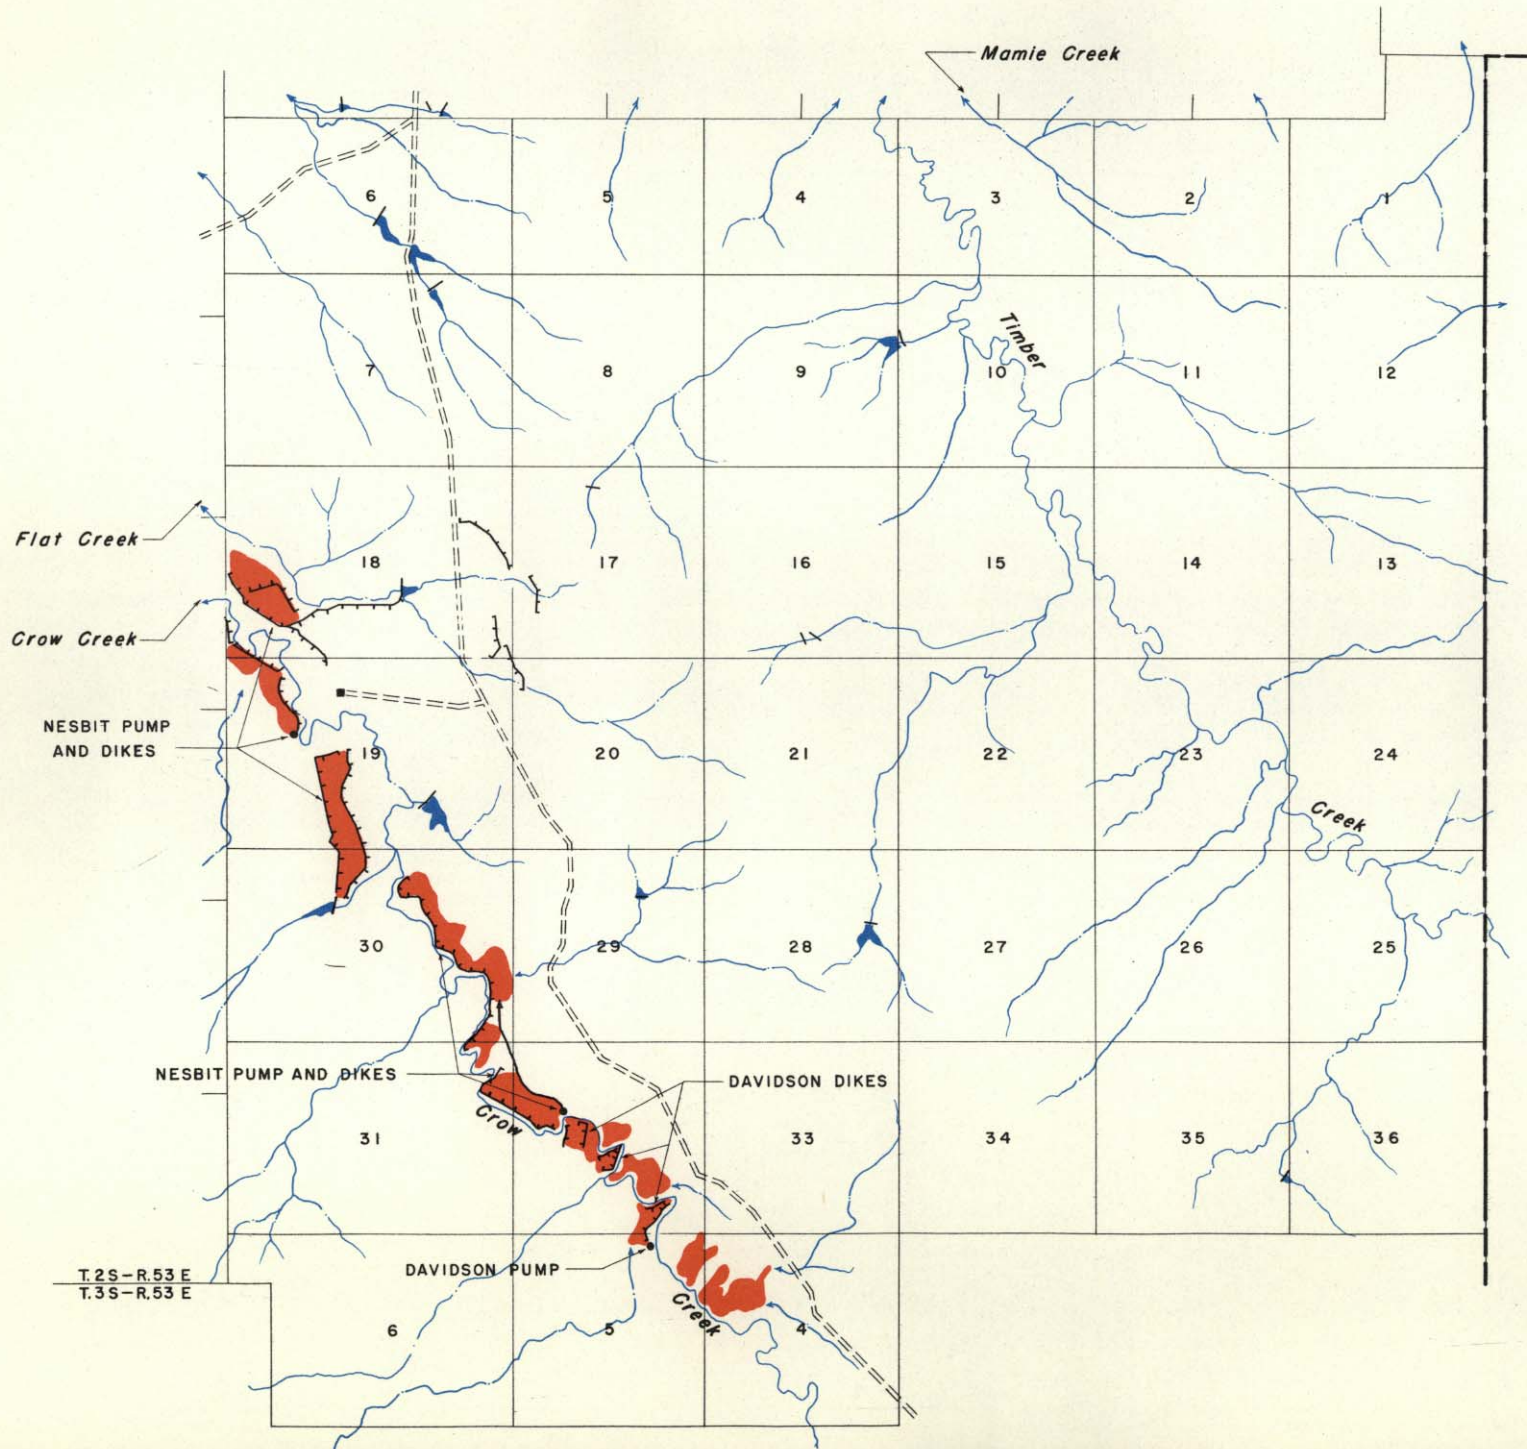 Mamie Creek
6 5 4 3 2 1
Timber
7 8 9 10 11 12
Flat Creek
18 17 16 15 14 13
Crow Creek
NESBIT PUMP
AND DIKES
19 20 21 22 23 24
Creek
30 29 28 27 26 25
NESBIT PUMP AND DIKES
DAVIDSON DIKES
Crow
31 33 34 35 36
DAVIDSON PUMP
T.2S-R.53E
T.3S-R.53E
Creek
6 5 4